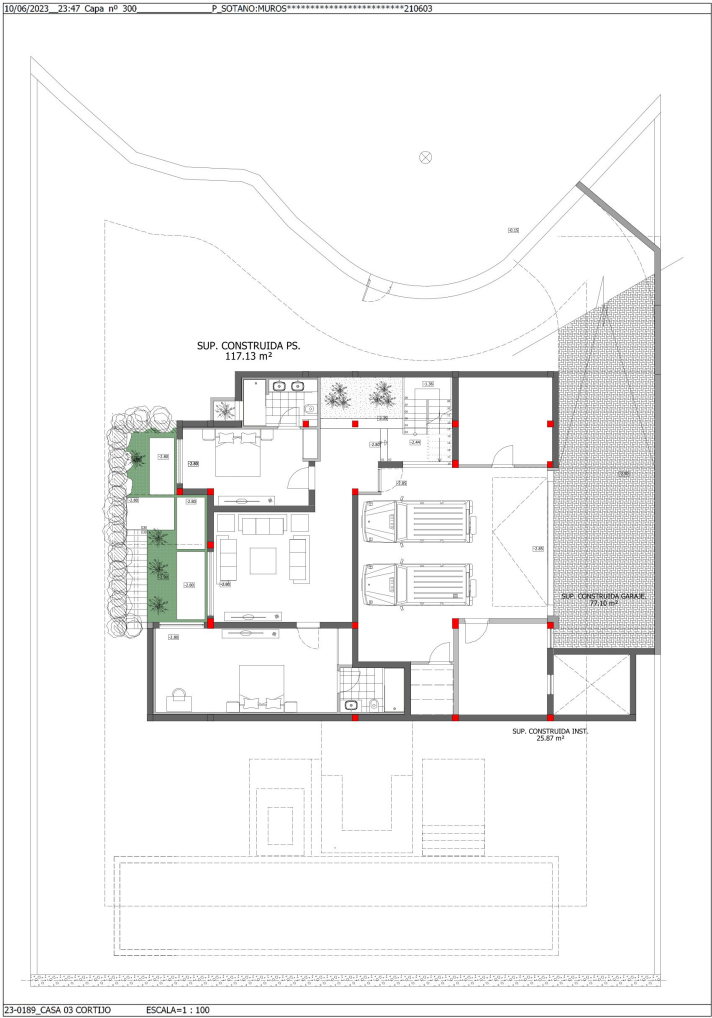 10/06/2023__23:47 Capa nº 300__________________P_SOTANO:MUROS*************************210603
SUP. CONSTRUIDA PS.
117.13 m²
SUP. CONSTRUIDA GARAJE.
77.10 m²
SUP. CONSTRUIDA INST.
25.87 m²
23-0189_CASA 03 CORTIJO ESCALA=1 : 100